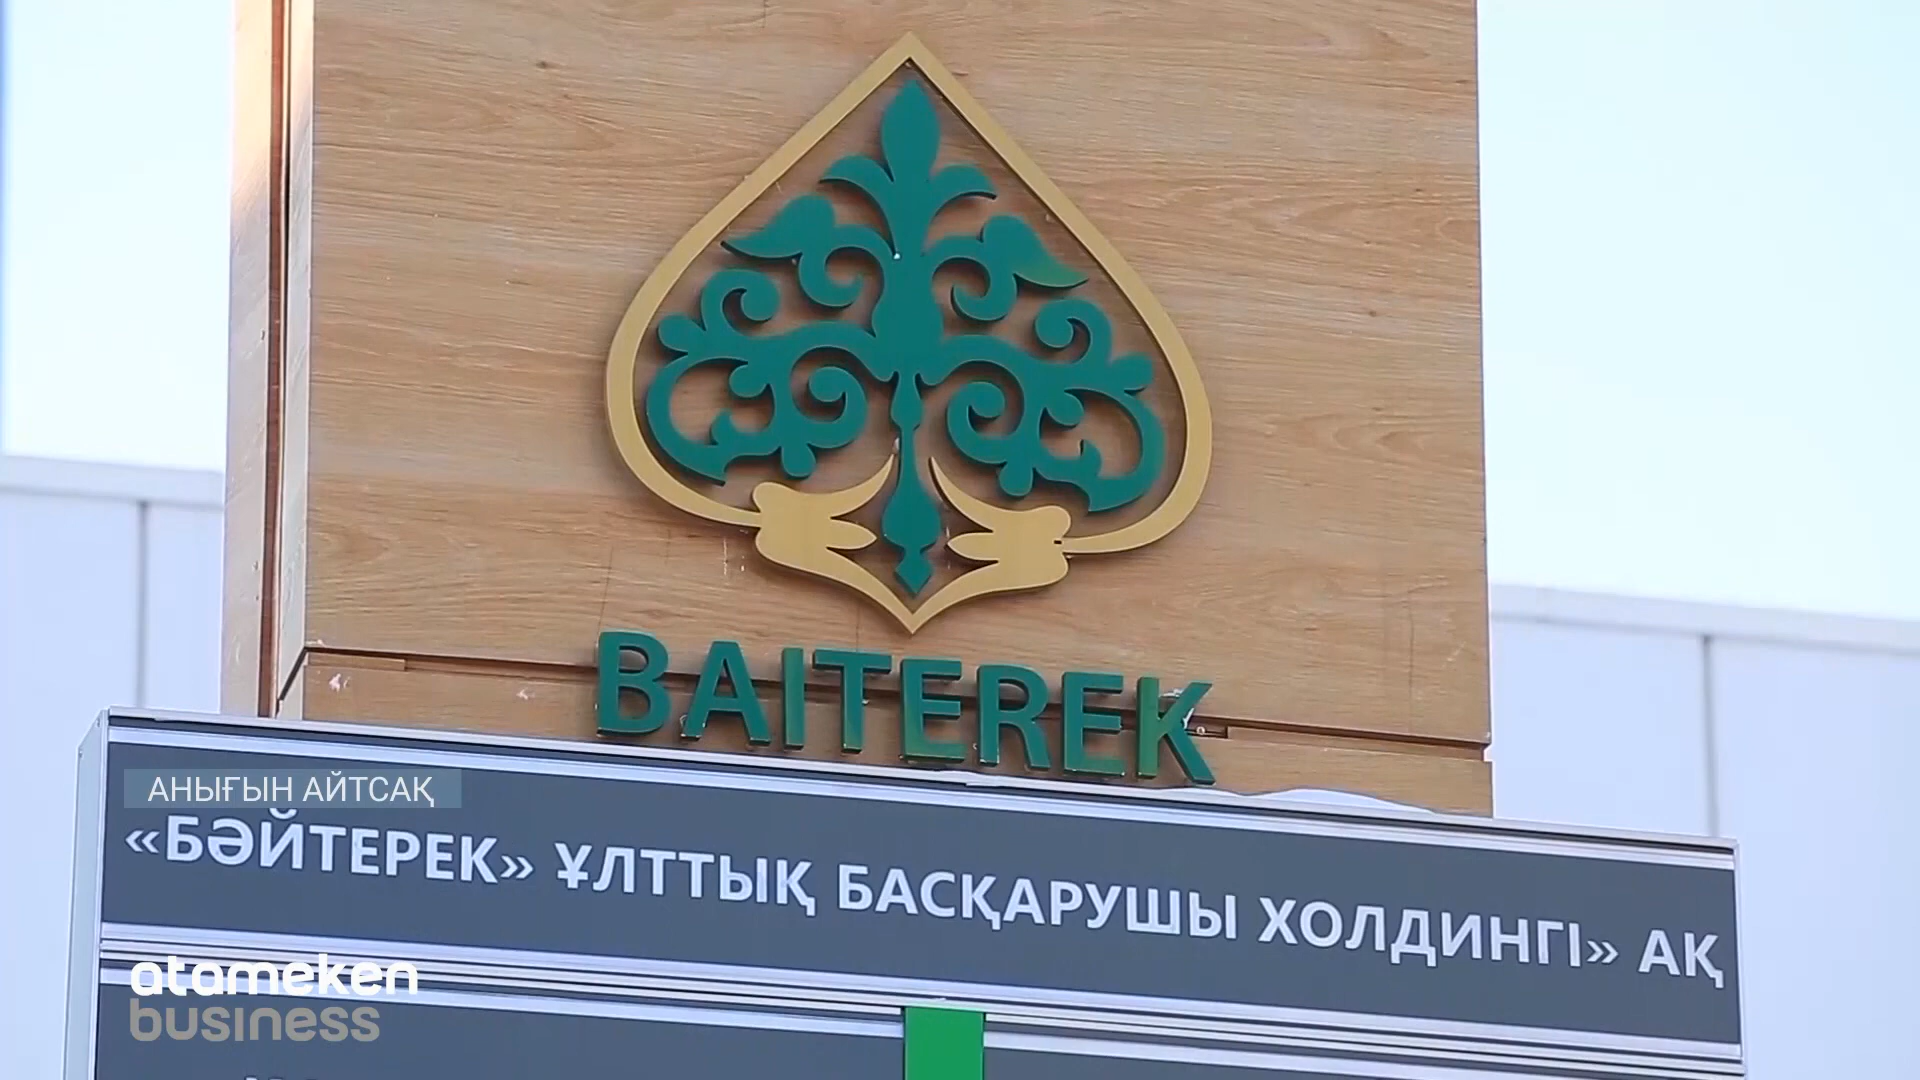 BAITEREK
АНЫҒЫН АЙТСАҚ
«БӘЙТЕРЕК» ҰЛТТЫҚ БАСҚАРУШЫ ХОЛДИНГІ» АҚ
atameken
business